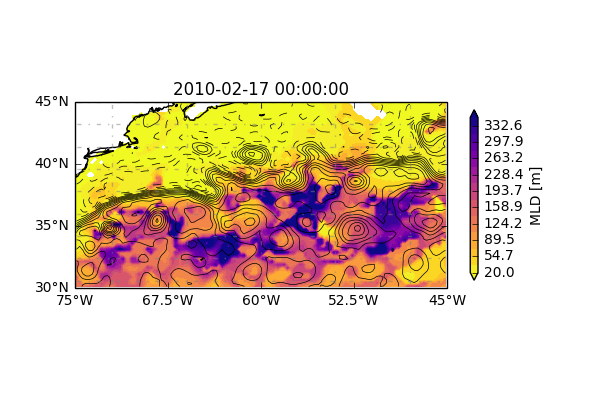 2010-02-17 00:00:00
45°N
40°N
35°N
30°N
75°W
67.5°W
60°W
52.5°W
45°W
332.6
297.9
263.2
228.4
193.7
158.9
124.2
89.5
54.7
20.0
MLD [m]